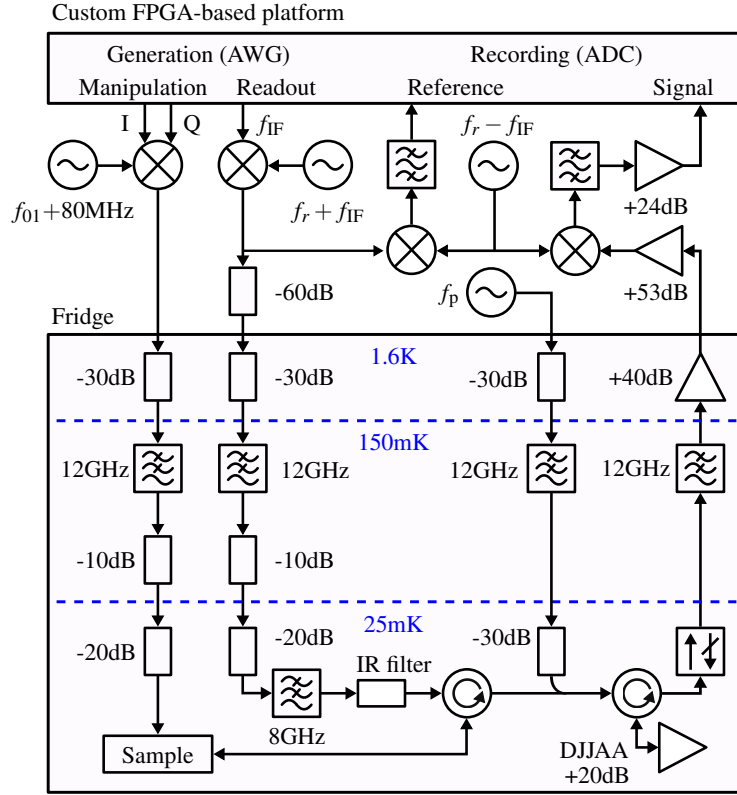 Custom FPGA-based platform
Generation (AWG)
Recording (ADC)
Manipulation
Readout
Reference
Signal
I
Q
f_IF
f_r − f_IF
f_01+80MHz
f_r + f_IF
+24dB
-60dB
f_p
+53dB
Fridge
1.6K
-30dB
-30dB
-30dB
+40dB
150mK
12GHz
12GHz
12GHz
12GHz
-10dB
-10dB
25mK
-20dB
-20dB
-30dB
IR filter
8GHz
Sample
DJJAA
+20dB